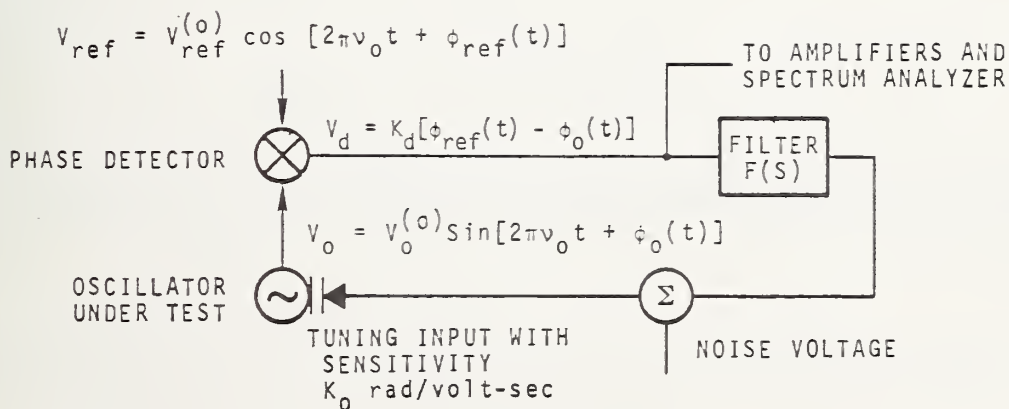 V_ref = V_ref^(o) cos [2πν_o t + ϕ_ref(t)]
TO AMPLIFIERS AND
SPECTRUM ANALYZER
PHASE DETECTOR
V_d = K_d[ϕ_ref(t) - ϕ_o(t)]
FILTER
F(S)
V_o = V_o^(o) Sin[2πν_o t + ϕ_o(t)]
OSCILLATOR
UNDER TEST
~
Σ
TUNING INPUT WITH
SENSITIVITY
K_o rad/volt-sec
NOISE VOLTAGE